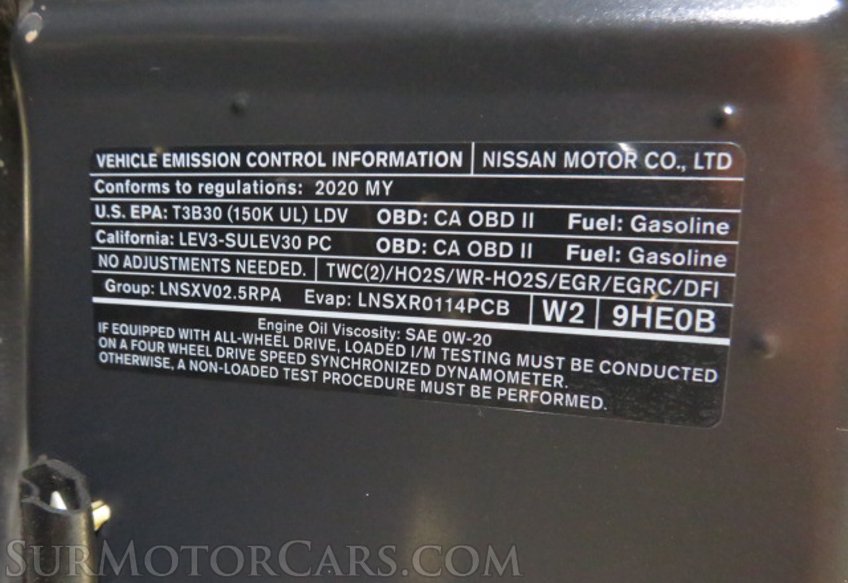 VEHICLE EMISSION CONTROL INFORMATION NISSAN MOTOR CO., LTD
Conforms to regulations: 2020 MY
U.S. EPA: T3B30 (150K UL) LDV OBD: CA OBD II Fuel: Gasoline
California: LEV3-SULEV30 PC OBD: CA OBD II Fuel: Gasoline
NO ADJUSTMENTS NEEDED. TWC(2)/HO2S/WR-HO2S/EGR/EGRC/DFI
Group: LNSXV02.5RPA Evap: LNSXR0114PCB W2 9HE0B
Engine Oil Viscosity: SAE 0W-20
IF EQUIPPED WITH ALL-WHEEL DRIVE, LOADED I/M TESTING MUST BE CONDUCTED
ON A FOUR WHEEL DRIVE SPEED SYNCHRONIZED DYNAMOMETER.
OTHERWISE, A NON-LOADED TEST PROCEDURE MUST BE PERFORMED.
SURMOTORCARS.COM